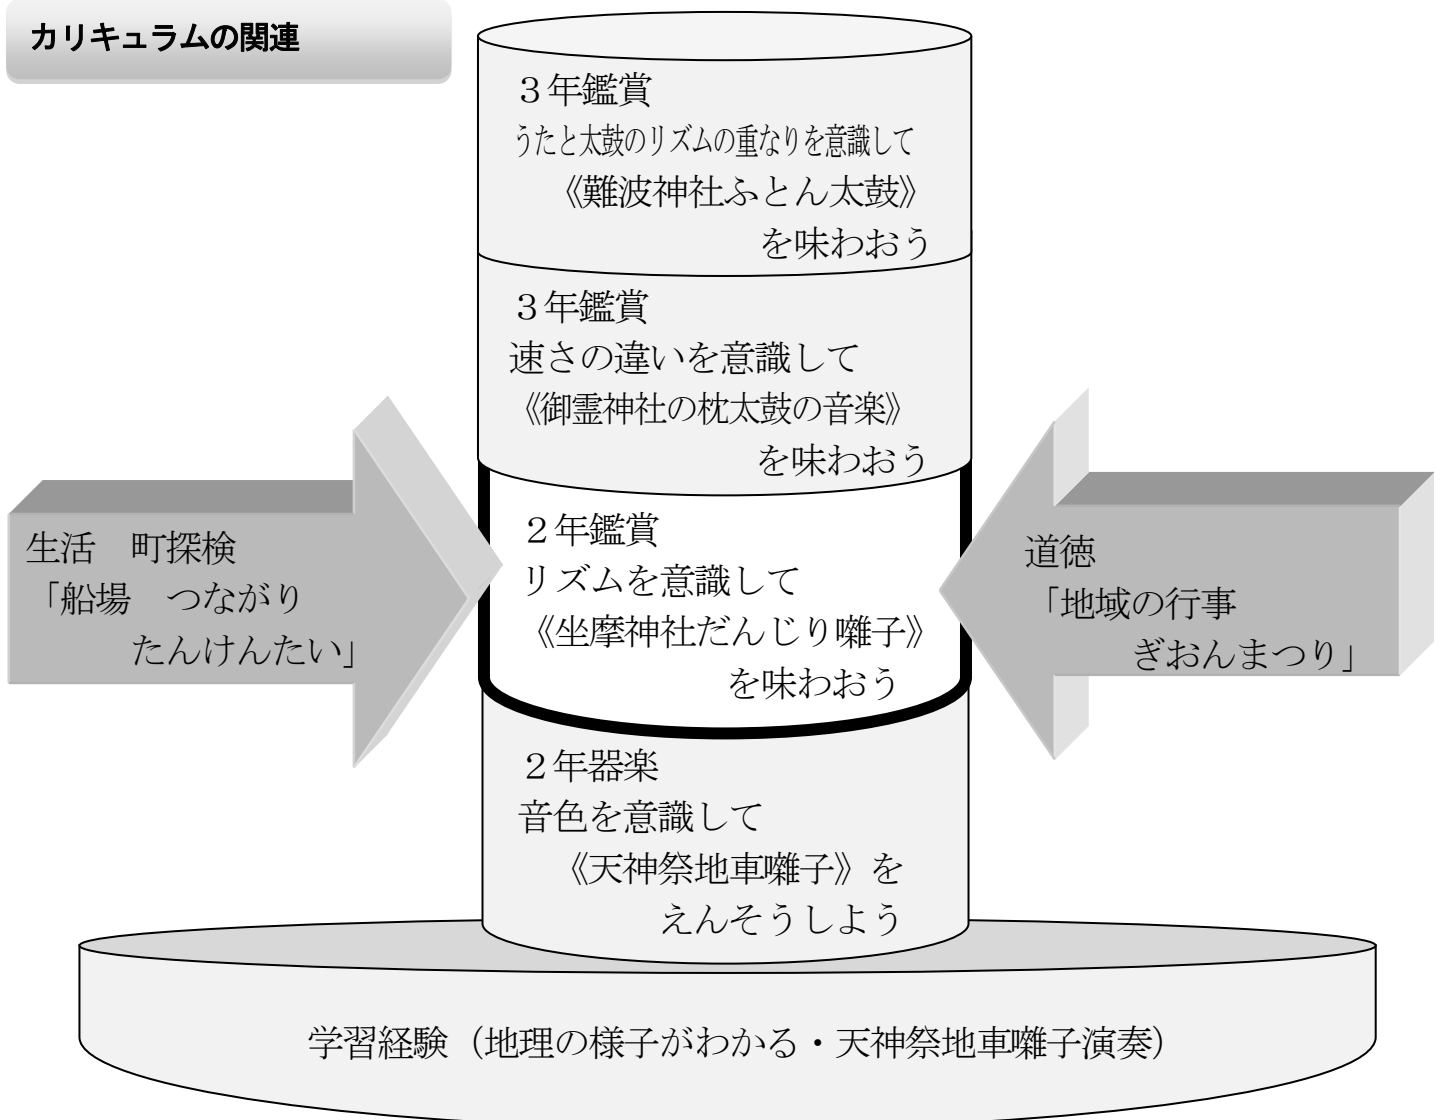 カリキュラムの関連
３年鑑賞
うたと太鼓のリズムの重なりを意識して
《難波神社ふとん太鼓》
を味わおう
３年鑑賞
速さの違いを意識して
《御霊神社の枕太鼓の音楽》
を味わおう
２年鑑賞
リズムを意識して
《坐摩神社だんじり囃子》
を味わおう
生活　町探検
「船場　つながり
たんけんたい」
道徳
「地域の行事
ぎおんまつり」
２年器楽
音色を意識して
《天神祭地車囃子》を
えんそうしよう
学習経験（地理の様子がわかる・天神祭地車囃子演奏）